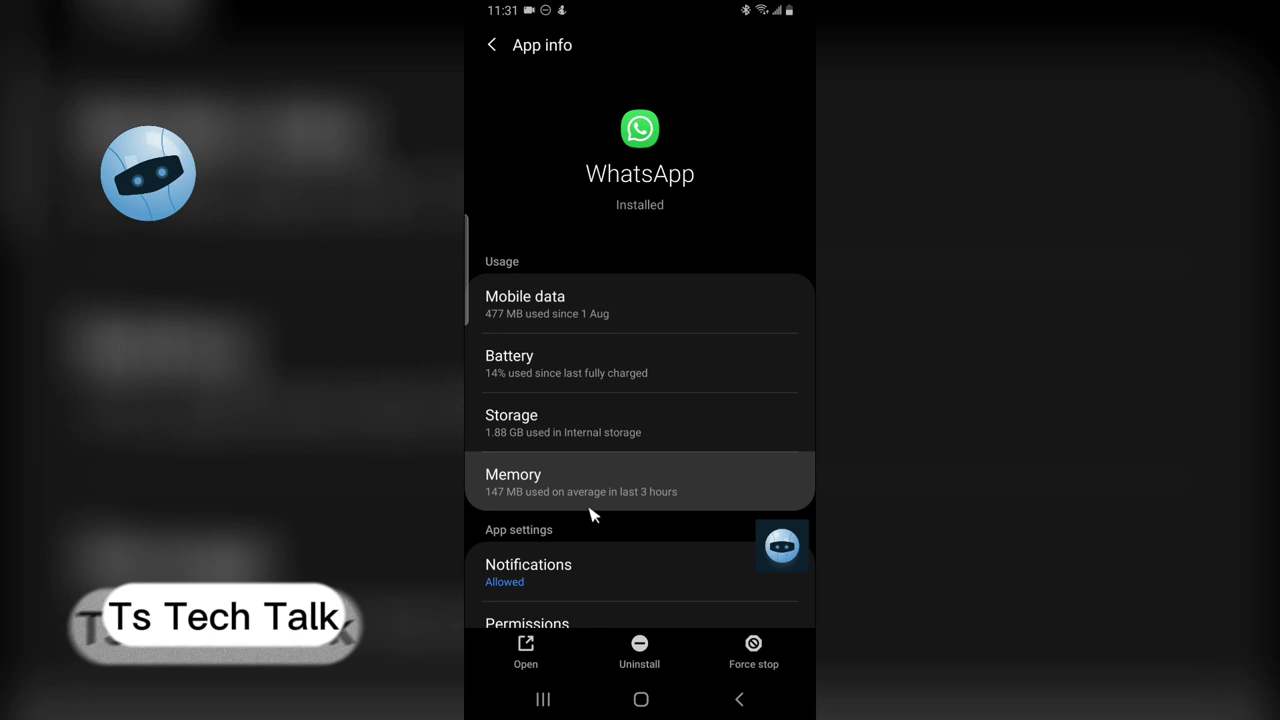 11:31
App info
WhatsApp
Installed
Usage
Mobile data
477 MB used since 1 Aug
Battery
14% used since last fully charged
Storage
1.88 GB used in Internal storage
Memory
147 MB used on average in last 3 hours
App settings
Notifications
Allowed
Permissions
Open
Uninstall
Force stop
Ts Tech Talk